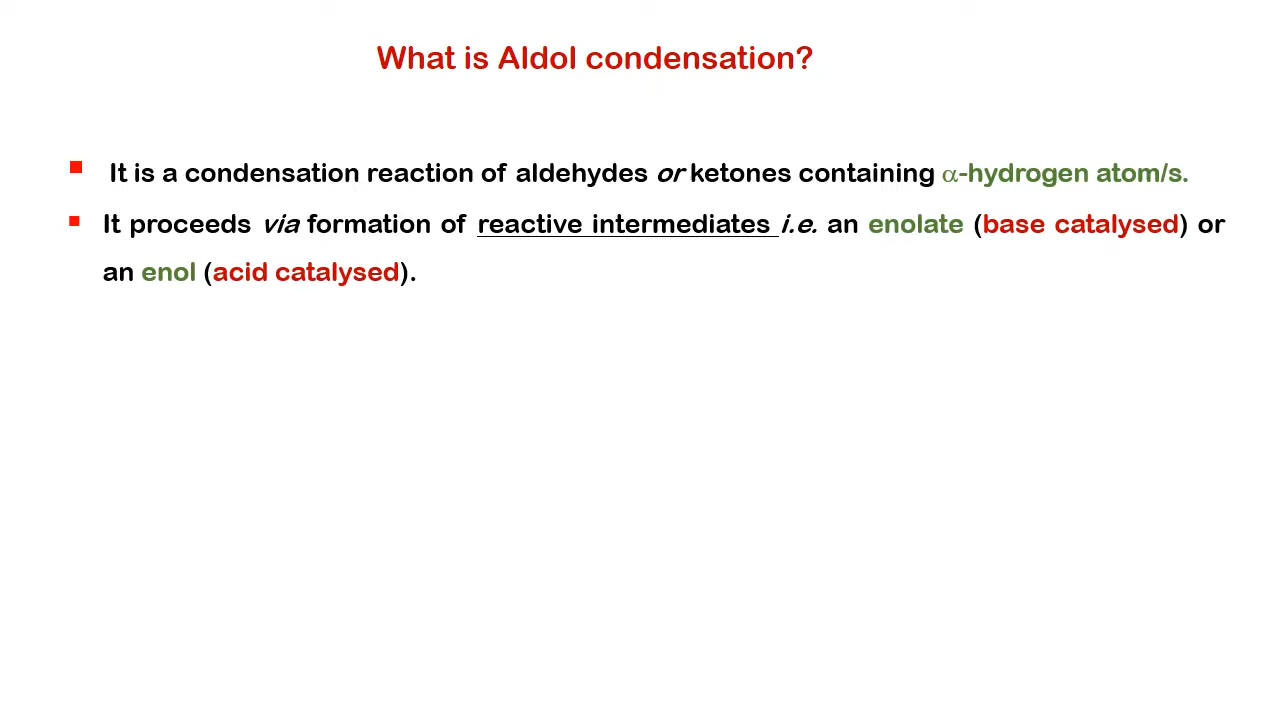 What is Aldol condensation?
It is a condensation reaction of aldehydes or ketones containing α-hydrogen atom/s.
It proceeds via formation of reactive intermediates i.e. an enolate (base catalysed) or
an enol (acid catalysed).